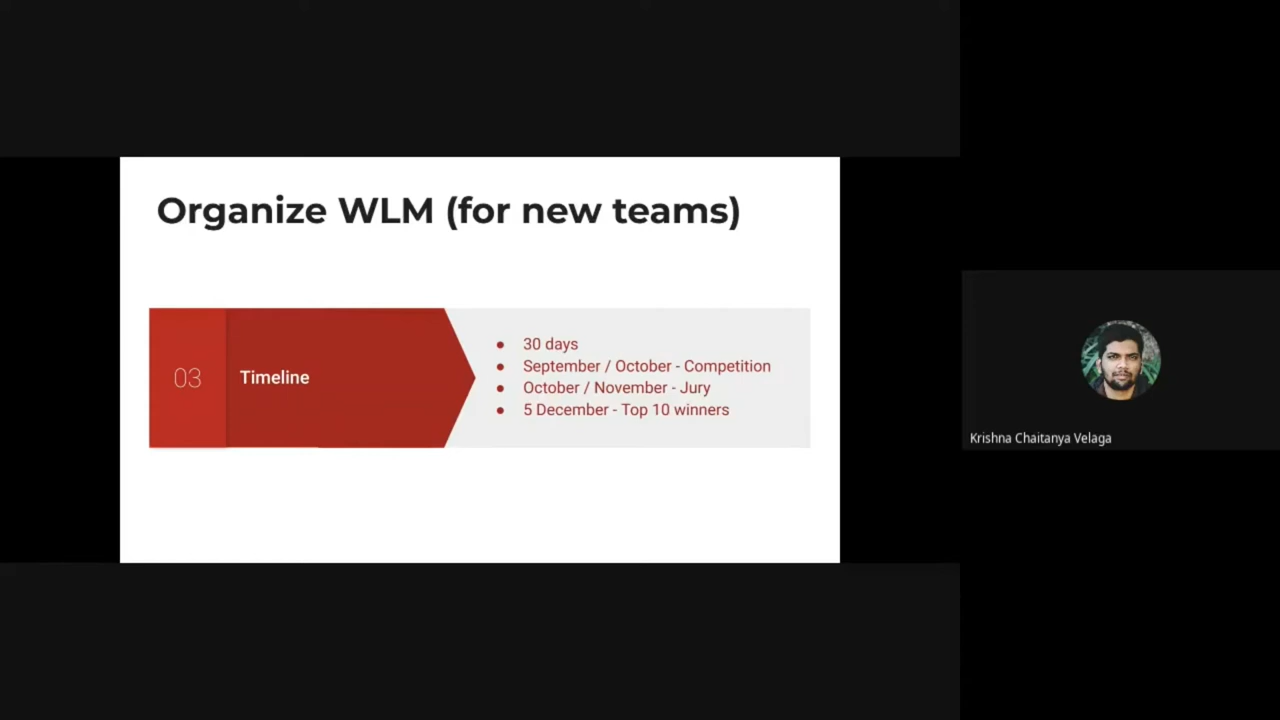 Organize WLM (for new teams)
03
Timeline
● 30 days
● September / October - Competition
● October / November - Jury
● 5 December - Top 10 winners
Krishna Chaitanya Velaga